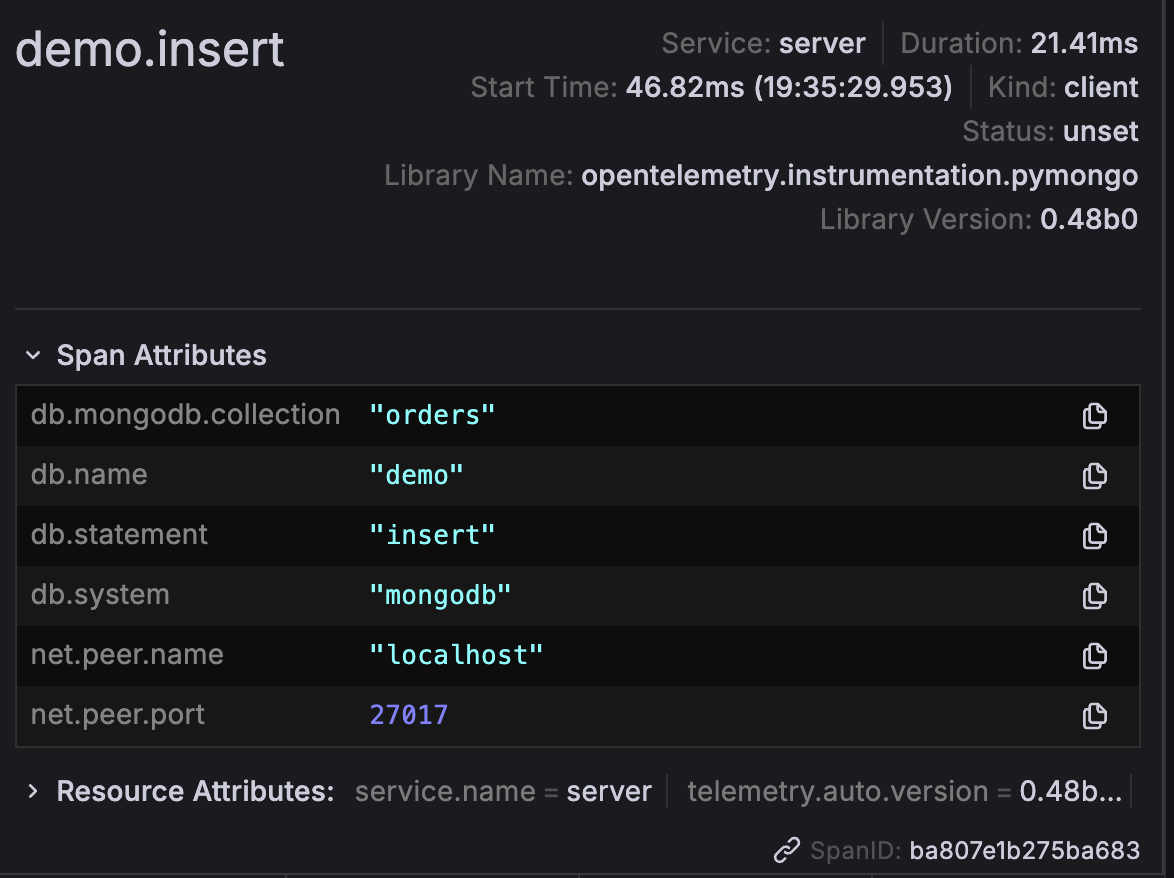 demo.insert
Service: server | Duration: 21.41ms
Start Time: 46.82ms (19:35:29.953) | Kind: client
Status: unset
Library Name: opentelemetry.instrumentation.pymongo
Library Version: 0.48b0
Span Attributes
db.mongodb.collection "orders"
db.name "demo"
db.statement "insert"
db.system "mongodb"
net.peer.name "localhost"
net.peer.port 27017
Resource Attributes: service.name = server | telemetry.auto.version = 0.48b...
SpanID: ba807e1b275ba683